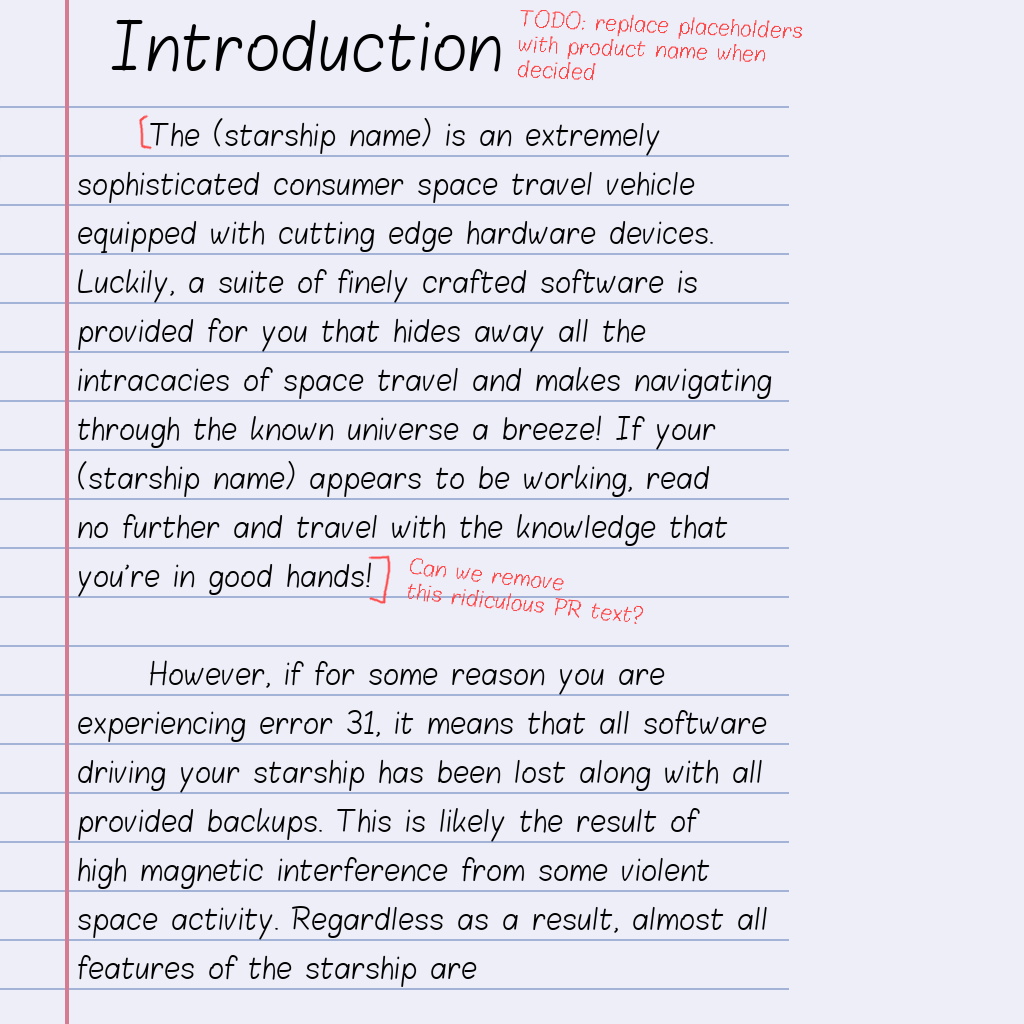 Introduction
TODO: replace placeholders
with product name when
decided
[The (starship name) is an extremely
sophisticated consumer space travel vehicle
equipped with cutting edge hardware devices.
Luckily, a suite of finely crafted software is
provided for you that hides away all the
intracacies of space travel and makes navigating
through the known universe a breeze! If your
(starship name) appears to be working, read
no further and travel with the knowledge that
you're in good hands!]
Can we remove
this ridiculous PR text?
However, if for some reason you are
experiencing error 31, it means that all software
driving your starship has been lost along with all
provided backups. This is likely the result of
high magnetic interference from some violent
space activity. Regardless as a result, almost all
features of the starship are